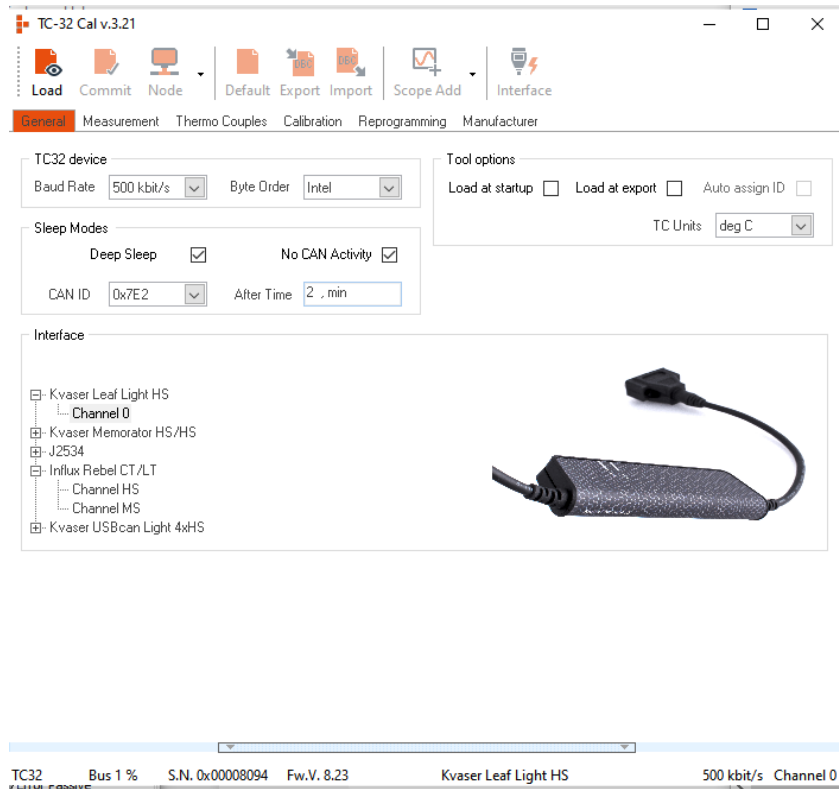 TC-32 Cal v.3.21
Load Commit Node Default Export Import Scope Add Interface
DBC DBC
General Measurement Thermo Couples Calibration Reprogramming Manufacturer
TC32 device
Baud Rate 500 kbit/s Byte Order Intel
Tool options
Load at startup Load at export Auto assign ID
TC Units deg C
Sleep Modes
Deep Sleep No CAN Activity
CAN ID 0x7E2 After Time 2 , min
Interface
Kvaser Leaf Light HS
Channel 0
Kvaser Memorator HS/HS
J2534
Influx Rebel CT/LT
Channel HS
Channel MS
Kvaser USBcan Light 4xHS
TC32 Bus 1 % S.N. 0x00008094 Fw.V. 8.23 Kvaser Leaf Light HS 500 kbit/s Channel 0